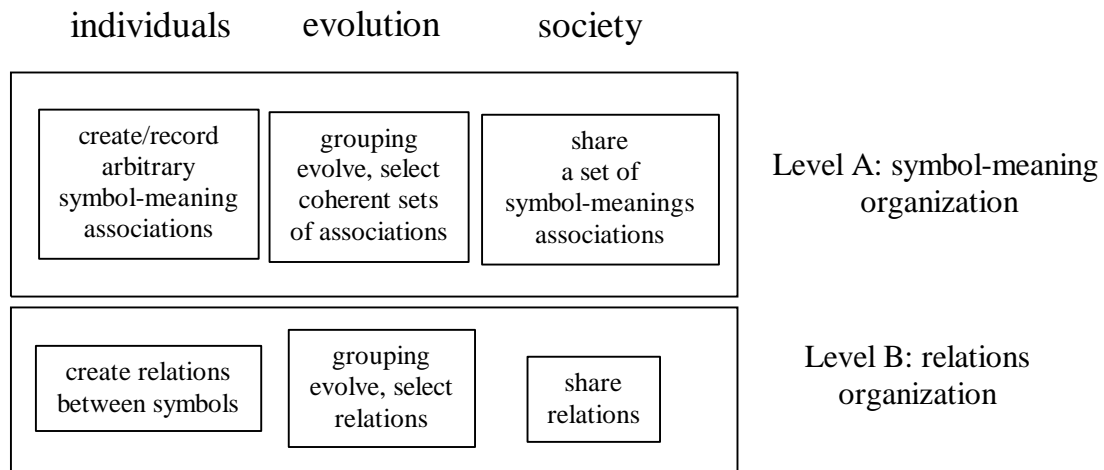 individuals evolution society
create/record
arbitrary
symbol-meaning
associations
grouping
evolve, select
coherent sets
of associations
share
a set of
symbol-meanings
associations
Level A: symbol-meaning
organization
create relations
between symbols
grouping
evolve, select
relations
share
relations
Level B: relations
organization